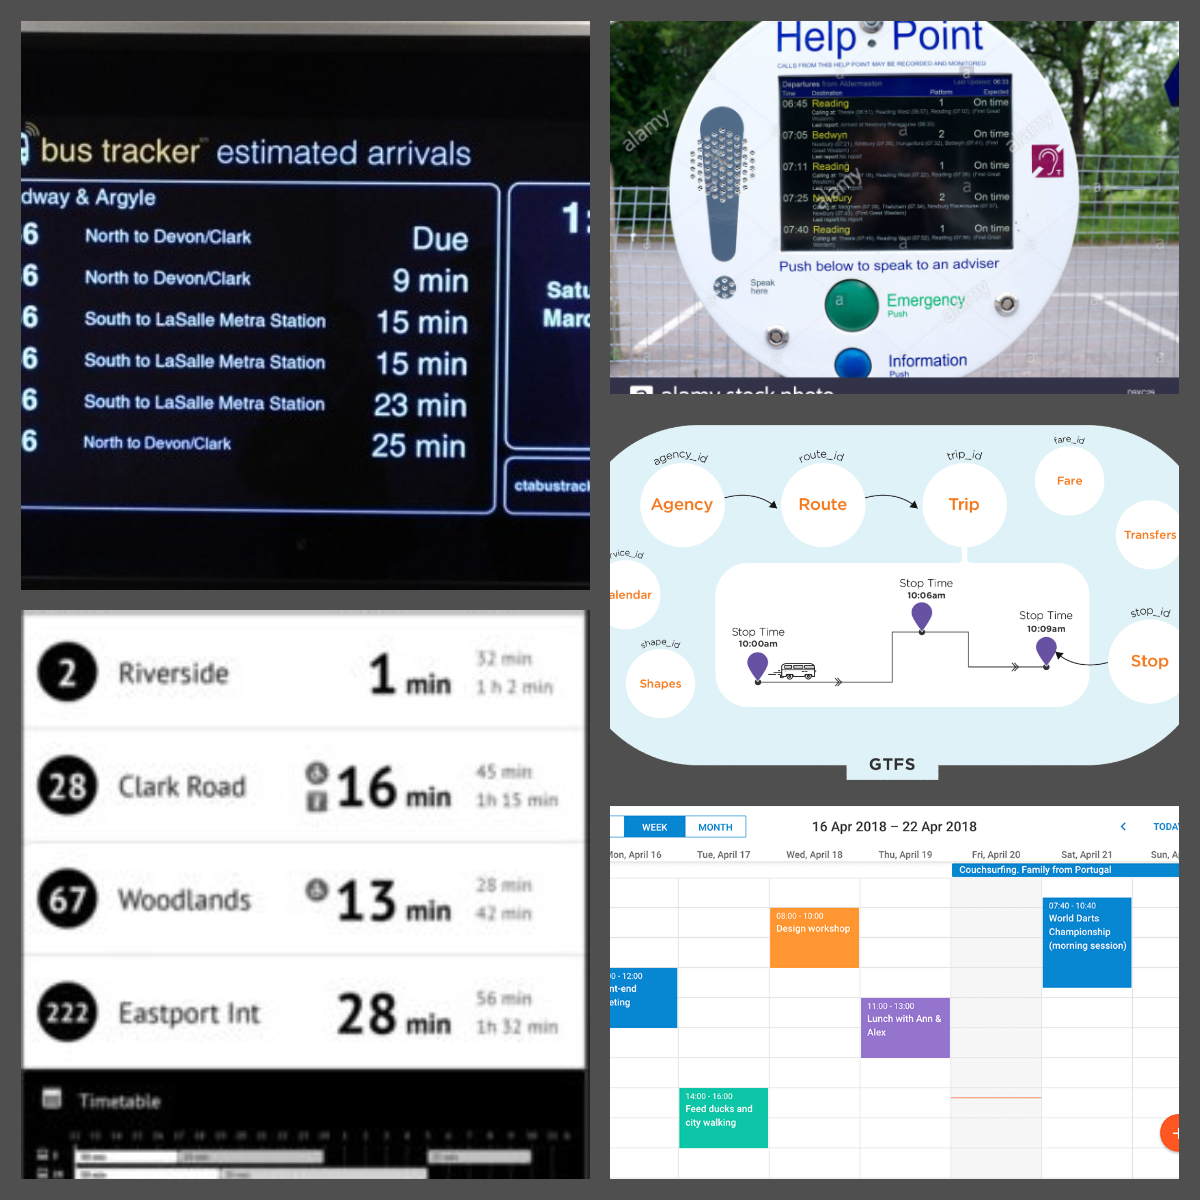 bus tracker estimated arrivals
dway & Argyle
6 North to Devon/Clark Due
6 North to Devon/Clark 9 min
6 South to LaSalle Metra Station 15 min
6 South to LaSalle Metra Station 15 min
6 South to LaSalle Metra Station 23 min
6 North to Devon/Clark 25 min
1:
Satu
Marc
ctabustrack
Help Point
CALLS FROM THIS HELP POINT MAY BE RECORDED AND MONITORED
Departures from Aldermaston Last Updated: 06:33
Time Destination Platform Expected
06:45 Reading 1 On time
07:05 Bedwyn 2 On time
07:11 Reading 1 On time
07:25 Newbury 2 On time
07:40 Reading 1 On time
Push below to speak to an adviser
Speak
here
Emergency
Push
Information
Push
alamy
alamy
alamy
alamy
alamy stock photo
agency_id
Agency
route_id
Route
trip_id
Trip
fare_id
Fare
Transfers
rvice_id
alendar
shape_id
Shapes
Stop Time
10:00am
Stop Time
10:06am
Stop Time
10:09am
stop_id
Stop
GTFS
2 Riverside 1 min 32 min
1 h 2 min
28 Clark Road 16 min 45 min
1h 15 min
67 Woodlands 13 min 28 min
42 min
222 Eastport Int 28 min 56 min
1h 32 min
Timetable
WEEK MONTH 16 Apr 2018 – 22 Apr 2018 < TODA
Mon, April 16 Tue, April 17 Wed, April 18 Thu, April 19 Fri, April 20 Sat, April 21 Sun, A
Couchsurfing. Family from Portugal
07:40 - 10:40
World Darts
Championship
(morning session)
08:00 - 10:00
Design workshop
00 - 12:00
nt-end
eting
11:00 - 13:00
Lunch with Ann &
Alex
14:00 - 16:00
Feed ducks and
city walking